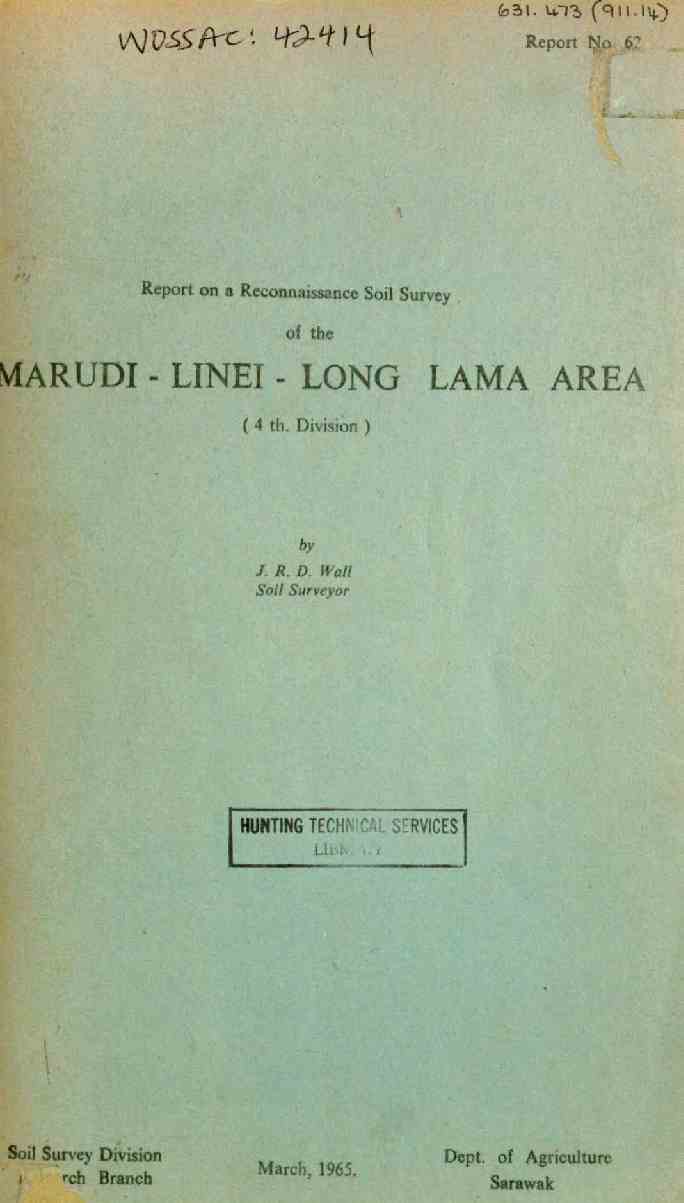 631.473 (911.14)
WOSSAC: 42414
Report No. 62
Report on a Reconnaissance Soil Survey
of the
MARUDI - LINEI - LONG LAMA AREA
( 4 th. Division )
by
J. R. D. Wall
Soil Surveyor
HUNTING TECHNICAL SERVICES
Soil Survey Division
Branch
March, 1965.
Dept. of Agriculture
Sarawak